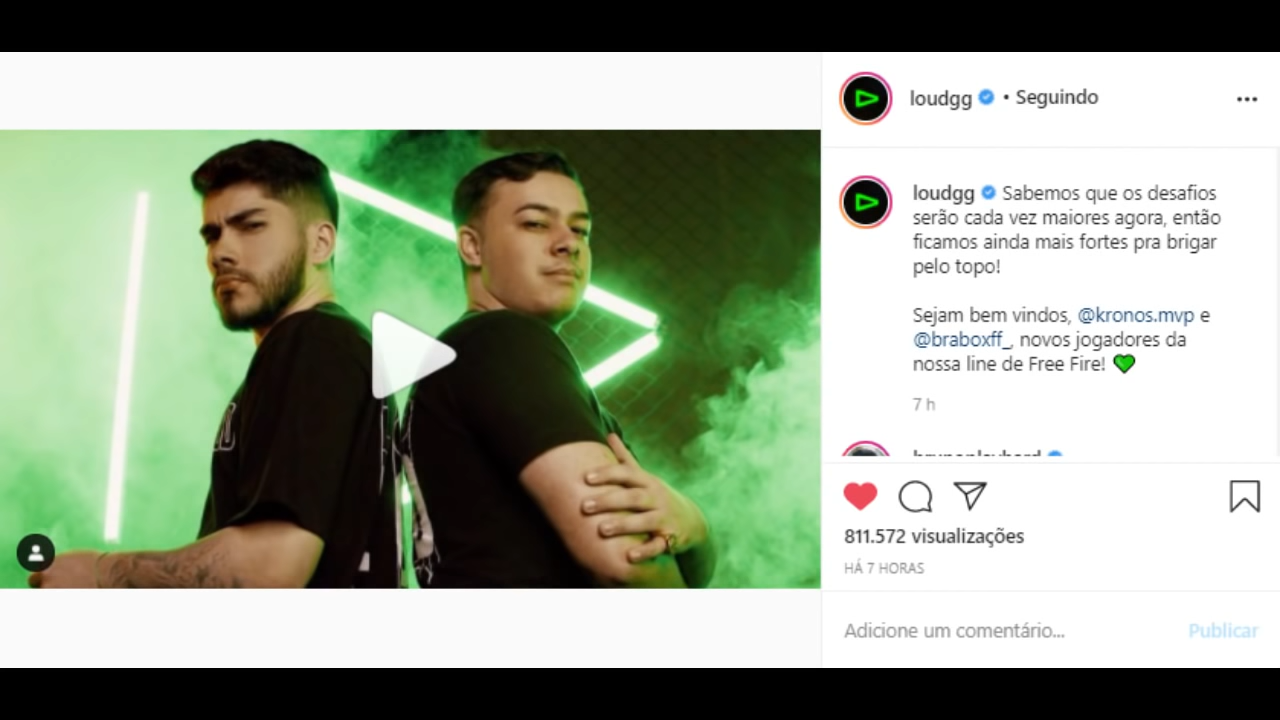 loudgg • Seguindo
loudgg Sabemos que os desafios
serão cada vez maiores agora, então
ficamos ainda mais fortes pra brigar
pelo topo!
Sejam bem vindos, @kronos.mvp e
@braboxff_, novos jogadores da
nossa line de Free Fire! 💚
7 h
811.572 visualizações
HÁ 7 HORAS
Adicione um comentário...
Publicar